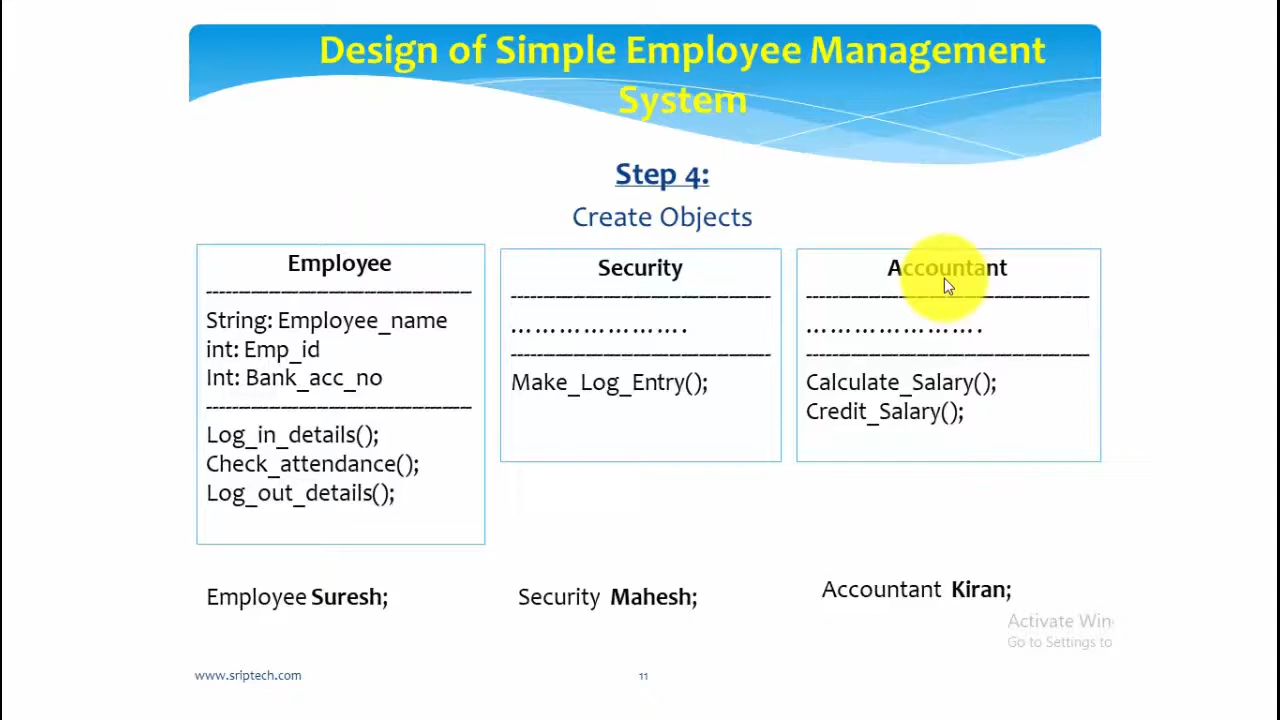 Design of Simple Employee Management
System
Step 4:
Create Objects
Employee
-----------------------------------
String: Employee_name
int: Emp_id
Int: Bank_acc_no
-----------------------------------
Log_in_details();
Check_attendance();
Log_out_details();
Security
----------------------------------
………………….
----------------------------------
Make_Log_Entry();
Accountant
-------------------------------------
………………….
-------------------------------------
Calculate_Salary();
Credit_Salary();
Employee Suresh;
Security Mahesh;
Accountant Kiran;
Activate Win
Go to Settings to
www.sriptech.com
11